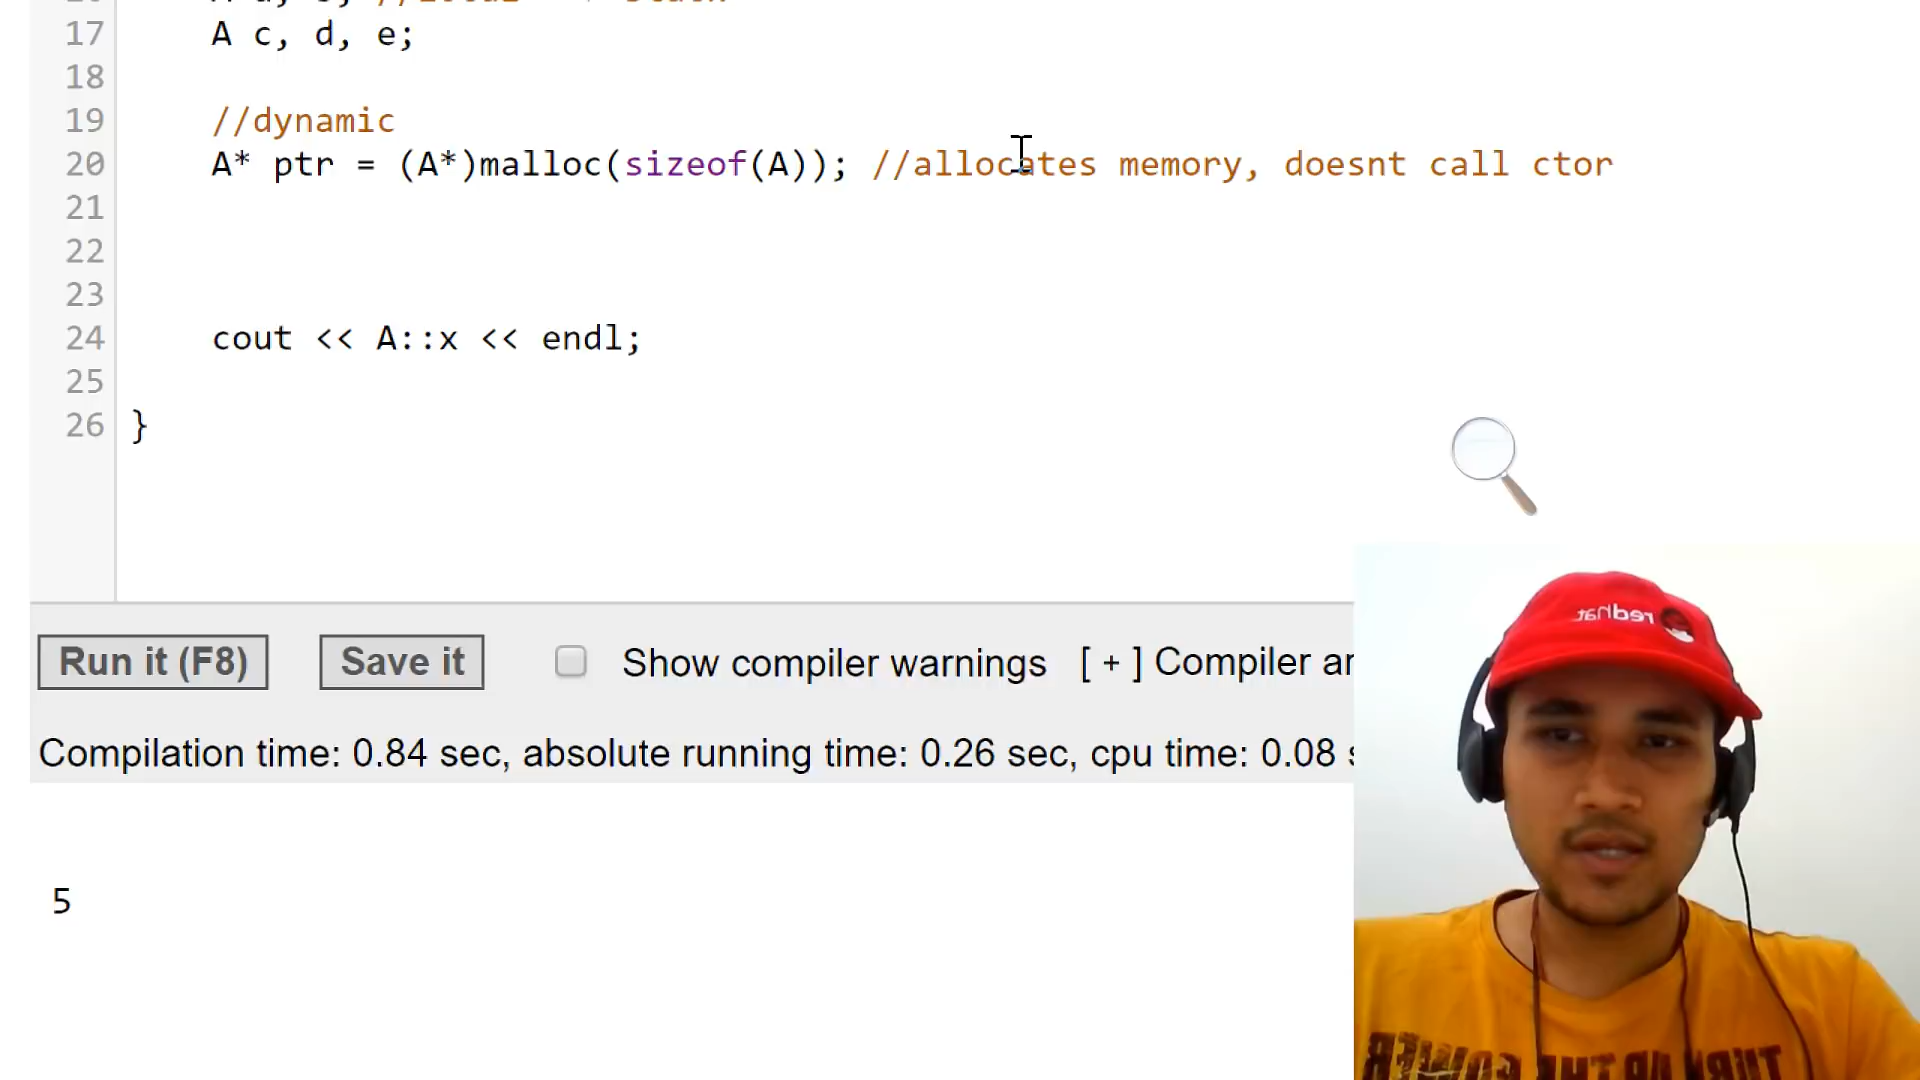 17 A c, d, e;
18
19 //dynamic
20 A* ptr = (A*)malloc(sizeof(A)); //allocates memory, doesnt call ctor
21
22
23
24 cout << A::x << endl;
25
26 }
redhat
Run it (F8) Save it Show compiler warnings [ + ] Compiler ar
Compilation time: 0.84 sec, absolute running time: 0.26 sec, cpu time: 0.08 s
5